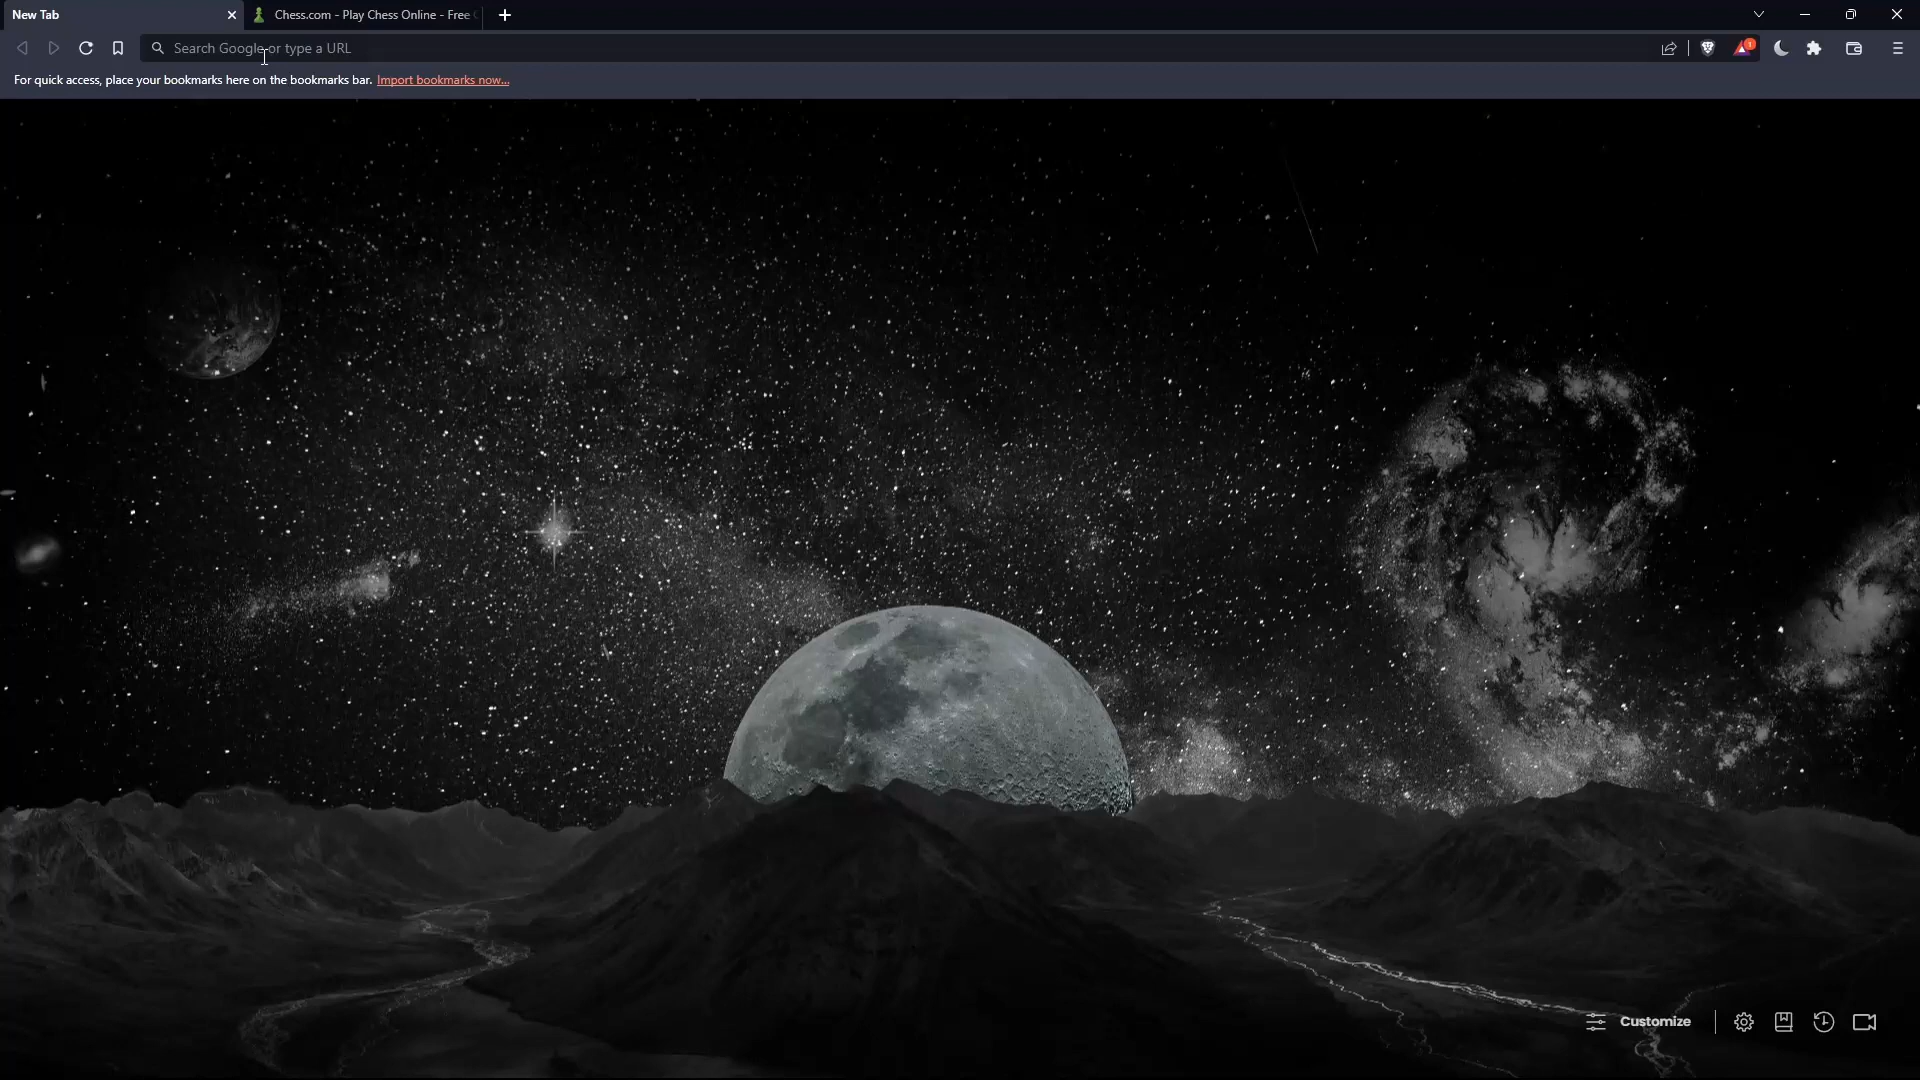 New Tab
Chess.com - Play Chess Online - Free
Search Google or type a URL
1
For quick access, place your bookmarks here on the bookmarks bar. Import bookmarks now...
Customize